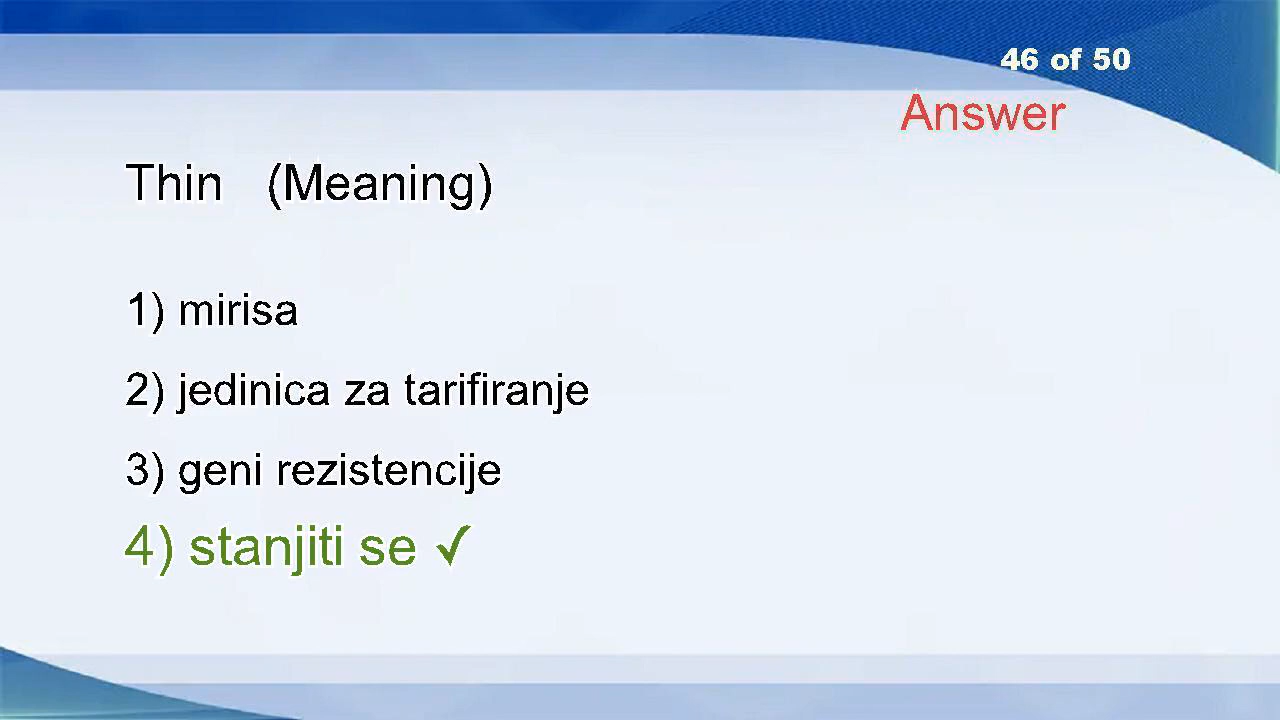 46 of 50
Answer
Thin (Meaning)
1) mirisa
2) jedinica za tarifiranje
3) geni rezistencije
4) stanjiti se ✓